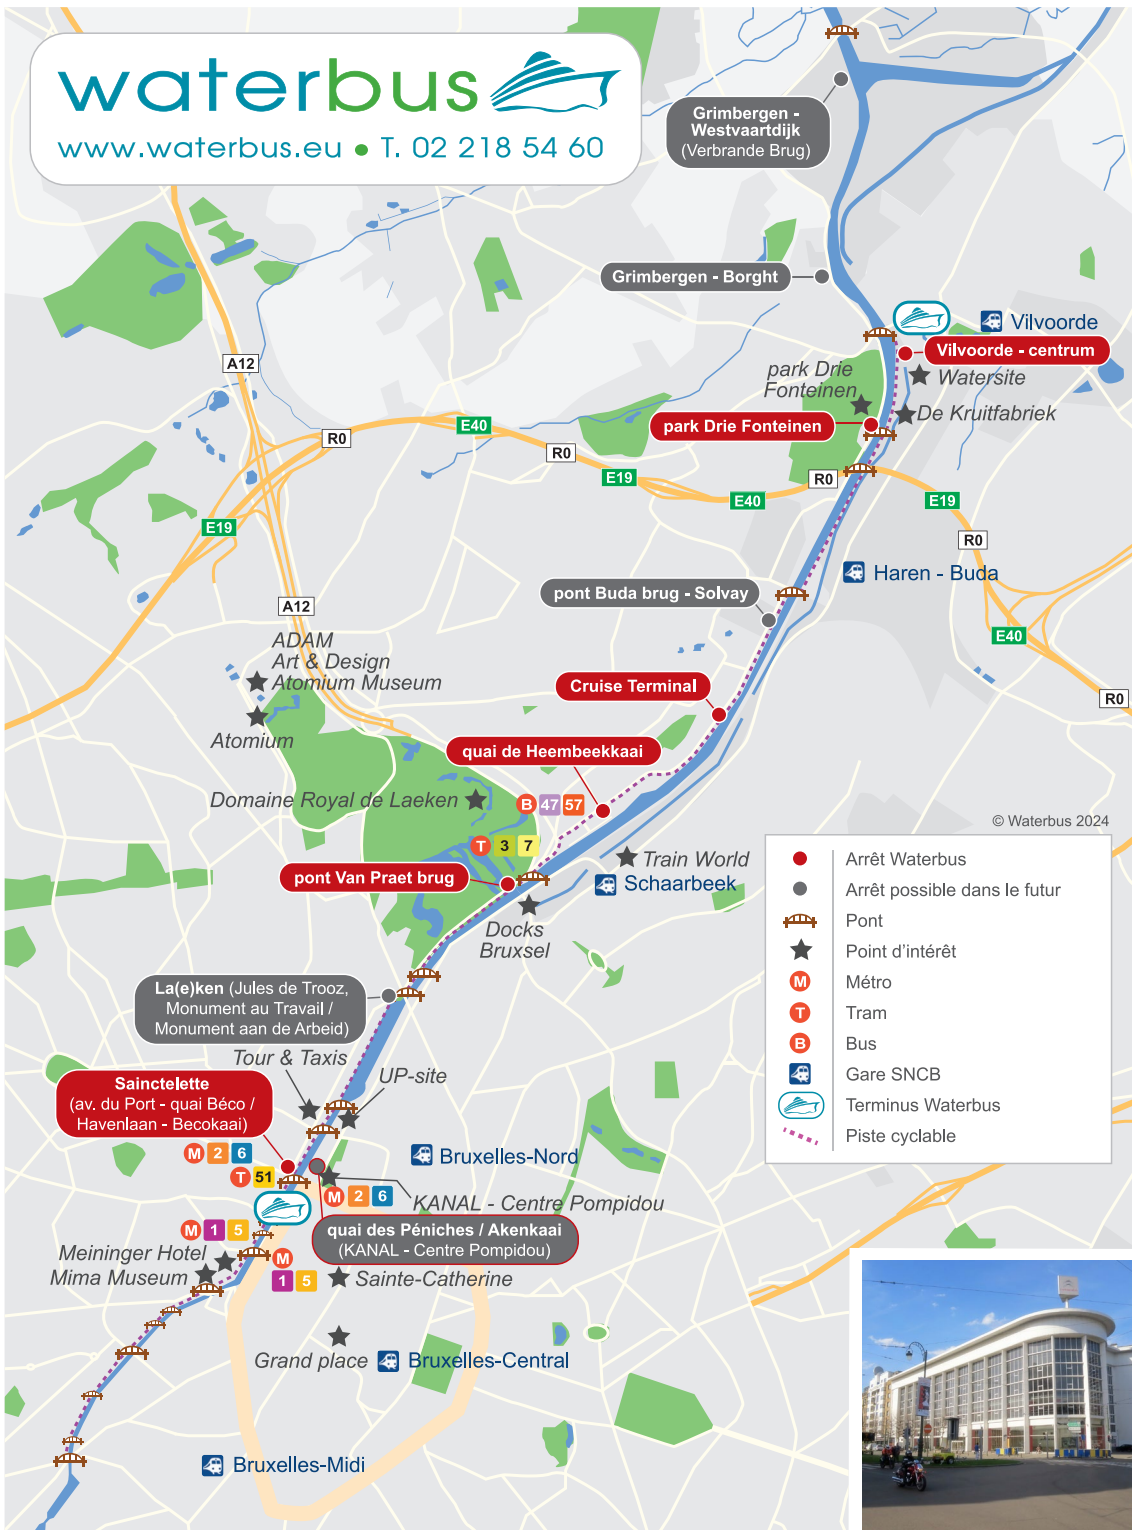 waterbus
www.waterbus.eu • T. 02 218 54 60
Grimbergen -
Westvaartdijk
(Verbrande Brug)
Grimbergen - Borght
Vilvoorde
Vilvoorde - centrum
park Drie
Fonteinen
Watersite
De Kruitfabriek
park Drie Fonteinen
A12
R0
E40
R0
E19
E40
R0
E19
E19
R0
Haren - Buda
pont Buda brug - Solvay
A12
E40
ADAM
Art & Design
Atomium Museum
Cruise Terminal
R0
Atomium
quai de Heembeekkaai
Domaine Royal de Laeken
B 47 57
T 3 7
© Waterbus 2024
Train World
Schaarbeek
pont Van Praet brug
Docks
Bruxsel
Arrêt Waterbus
Arrêt possible dans le futur
Pont
Point d'intérêt
M Métro
T Tram
B Bus
Gare SNCB
Terminus Waterbus
Piste cyclable
La(e)ken (Jules de Trooz,
Monument au Travail /
Monument aan de Arbeid)
Tour & Taxis
UP-site
Sainctelette
(av. du Port - quai Béco /
Havenlaan - Becokaai)
M 2 6
T 51
Bruxelles-Nord
M 2 6
KANAL - Centre Pompidou
quai des Péniches / Akenkaai
(KANAL - Centre Pompidou)
M 1 5
Meininger Hotel
Mima Museum
M
1 5
Sainte-Catherine
Grand place
Bruxelles-Central
Bruxelles-Midi